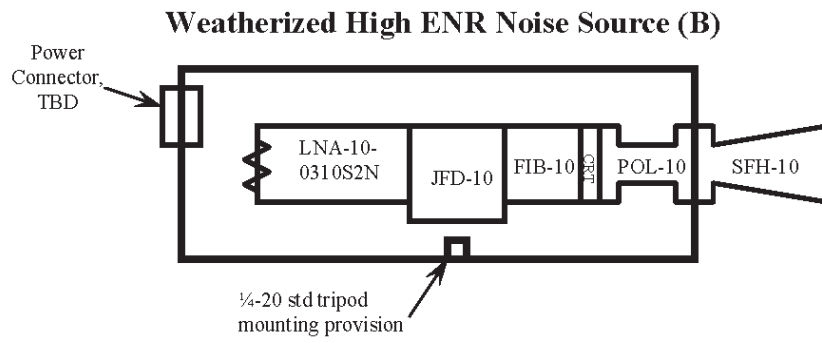 Weatherized High ENR Noise Source (B)
Power
Connector,
TBD
LNA-10-
0310S2N
JFD-10
FIB-10
CRT
POL-10
SFH-10
¼-20 std tripod
mounting provision